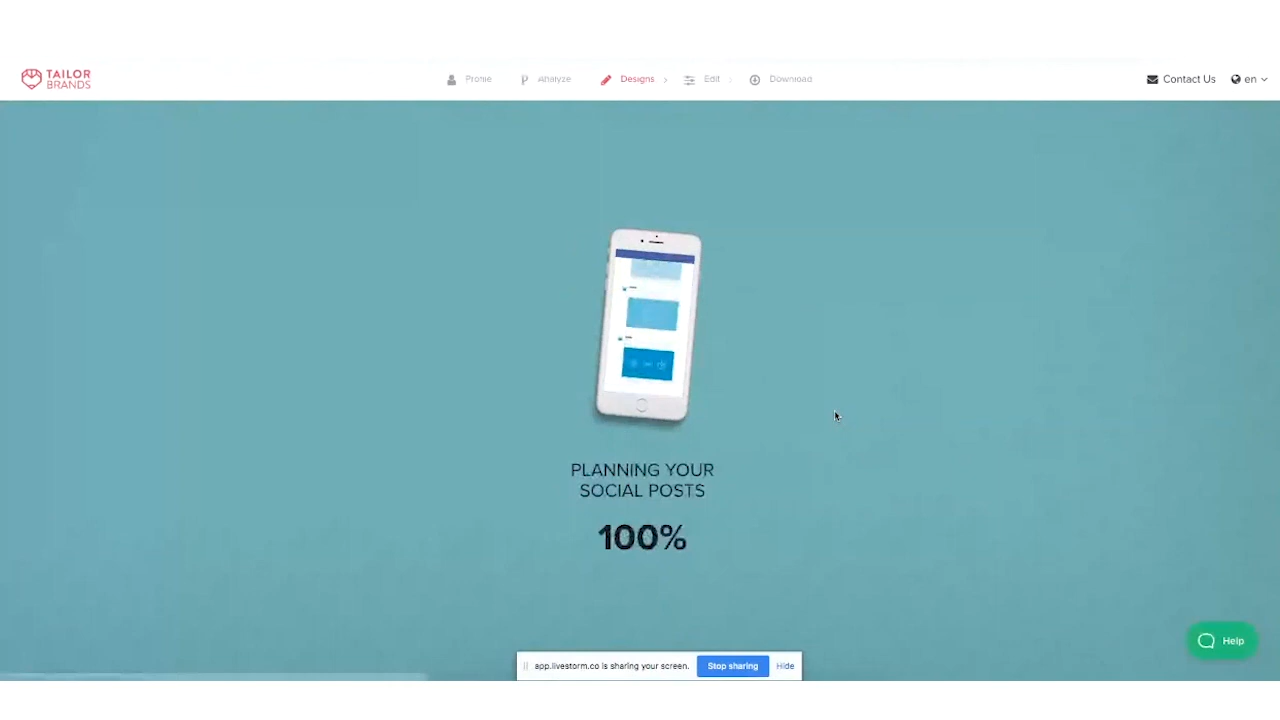 TAILOR
BRANDS
Profile
Analyze
Designs
Edit
Download
Contact Us
en
PLANNING YOUR
SOCIAL POSTS
100%
Help
app.livestorm.co is sharing your screen.
Stop sharing
Hide